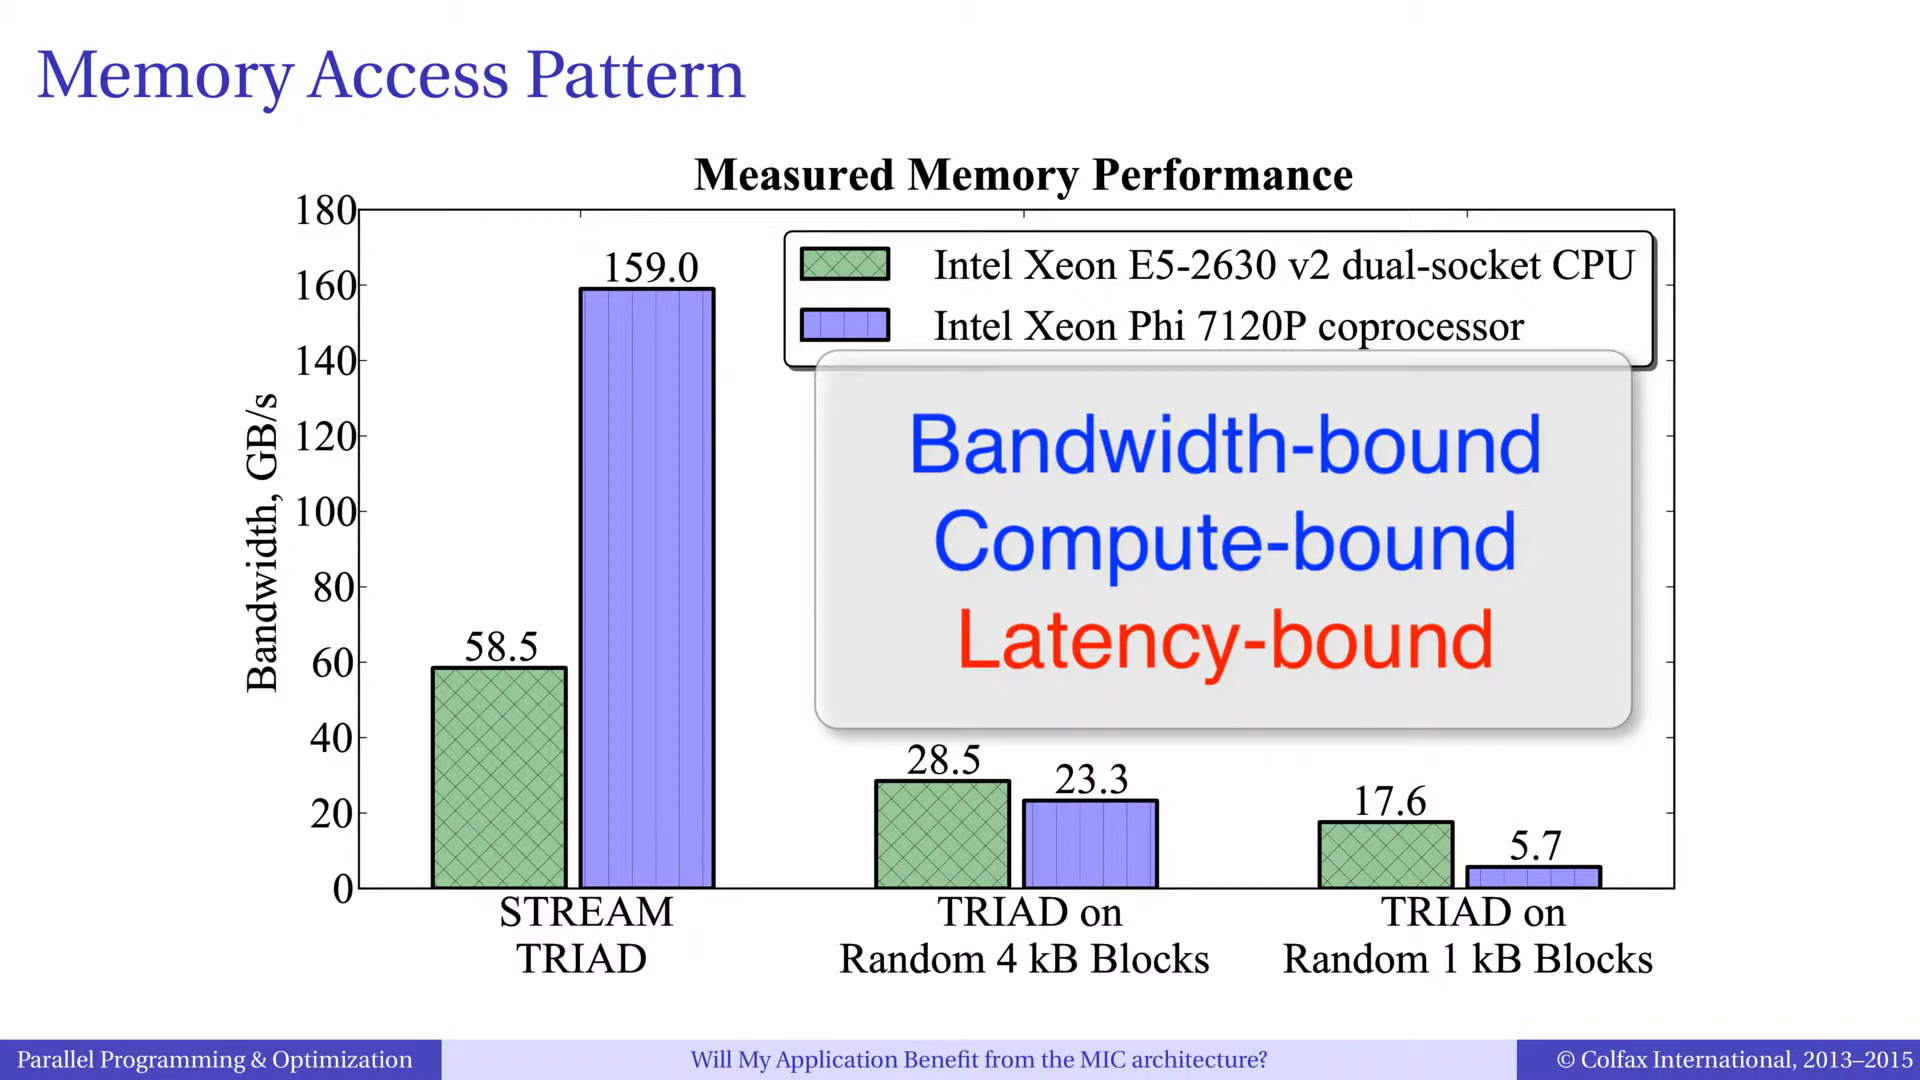 Memory Access Pattern
Measured Memory Performance
Intel Xeon E5-2630 v2 dual-socket CPU
Intel Xeon Phi 7120P coprocessor
Bandwidth-bound
Compute-bound
Latency-bound
Bandwidth, GB/s
180
160
140
120
100
80
60
40
20
0
58.5
159.0
28.5
23.3
17.6
5.7
STREAM
TRIAD
TRIAD on
Random 4 kB Blocks
TRIAD on
Random 1 kB Blocks
Parallel Programming & Optimization
Will My Application Benefit from the MIC architecture?
© Colfax International, 2013–2015